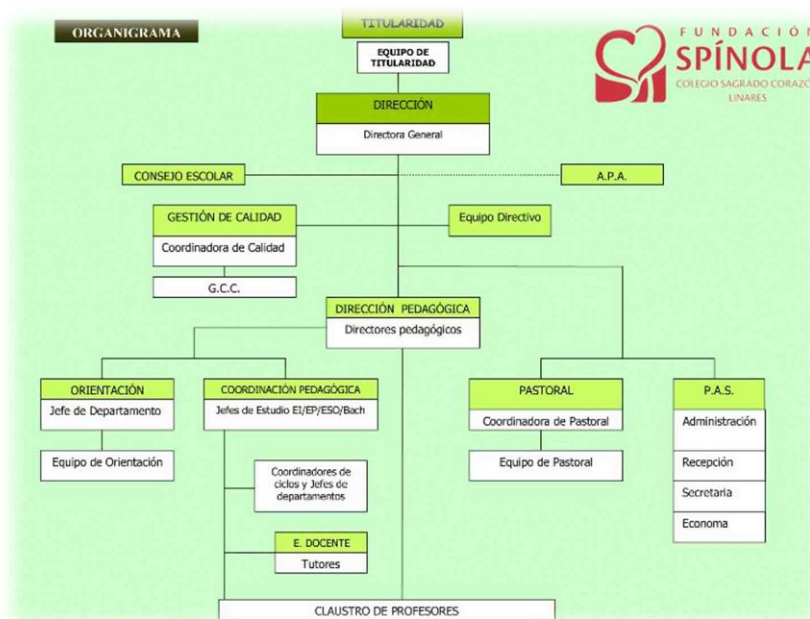 ORGANIGRAMA
TITULARIDAD
EQUIPO DE
TITULARIDAD
FUNDACIÓN
SPÍNOLA
COLEGIO SAGRADO CORAZÓ
LINARES
DIRECCIÓN
Directora General
CONSEJO ESCOLAR
A.P.A.
GESTIÓN DE CALIDAD
Coordinadora de Calidad
G.C.C.
Equipo Directivo
DIRECCIÓN PEDAGÓGICA
Directores pedagógicos
ORIENTACIÓN
Jefe de Departamento
Equipo de Orientación
COORDINACIÓN PEDAGÓGICA
Jefes de Estudio EI/EP/ESO/Bach
Coordinadores de
ciclos y Jefes de
departamentos
E. DOCENTE
Tutores
PASTORAL
Coordinadora de Pastoral
Equipo de Pastoral
P.A.S.
Administración
Recepción
Secretaria
Economa
CLAUSTRO DE PROFESORES